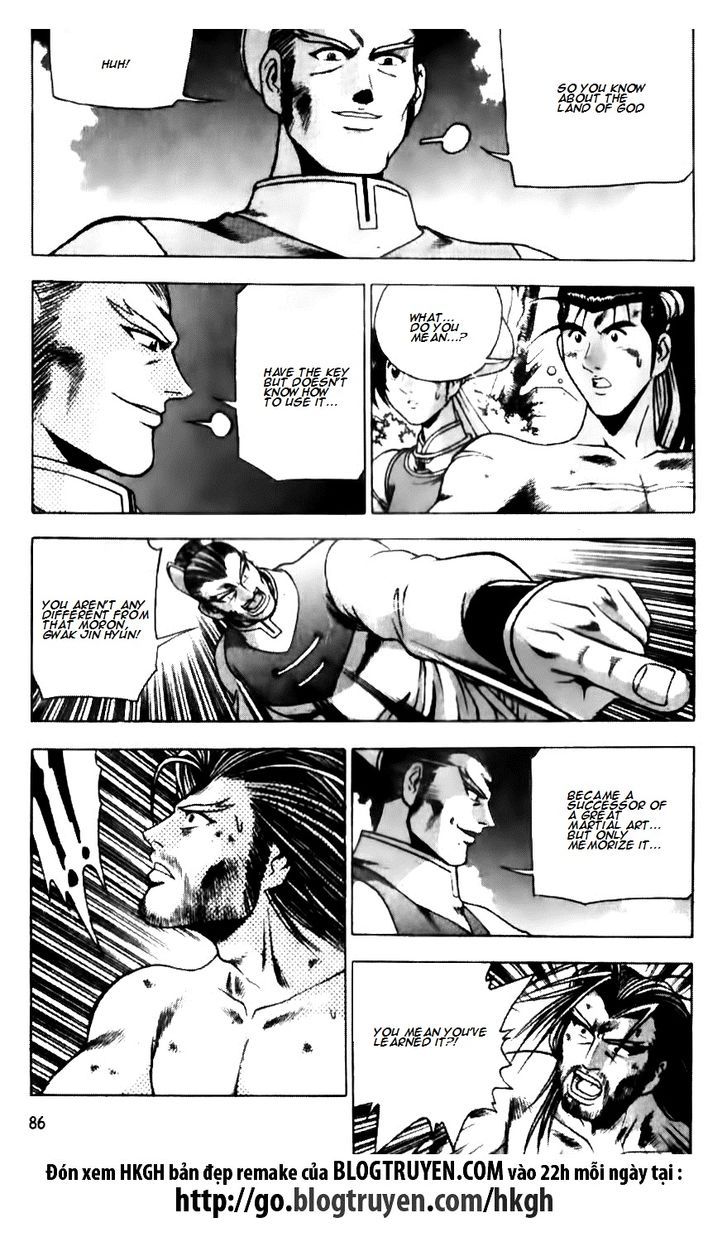 HUH!
SO YOU KNOW
ABOUT THE
LAND OF GOD
HAVE THE KEY
BUT DOESN'T
KNOW HOW
TO USE IT...
WHAT...
DO YOU
MEAN...?
YOU AREN'T ANY
DIFFERENT FROM
THAT MORON,
GWAK JIN HYUN!
BECAME A
SUCCESSOR OF
A GREAT
MARTIAL ART...
BUT ONLY
MEMORIZE IT...
YOU MEAN YOU'VE
LEARNED IT?!
86
Đón xem HKGH bản đẹp remake của BLOGTRUYEN.COM vào 22h mỗi ngày tại :
http://go.blogtruyen.com/hkgh